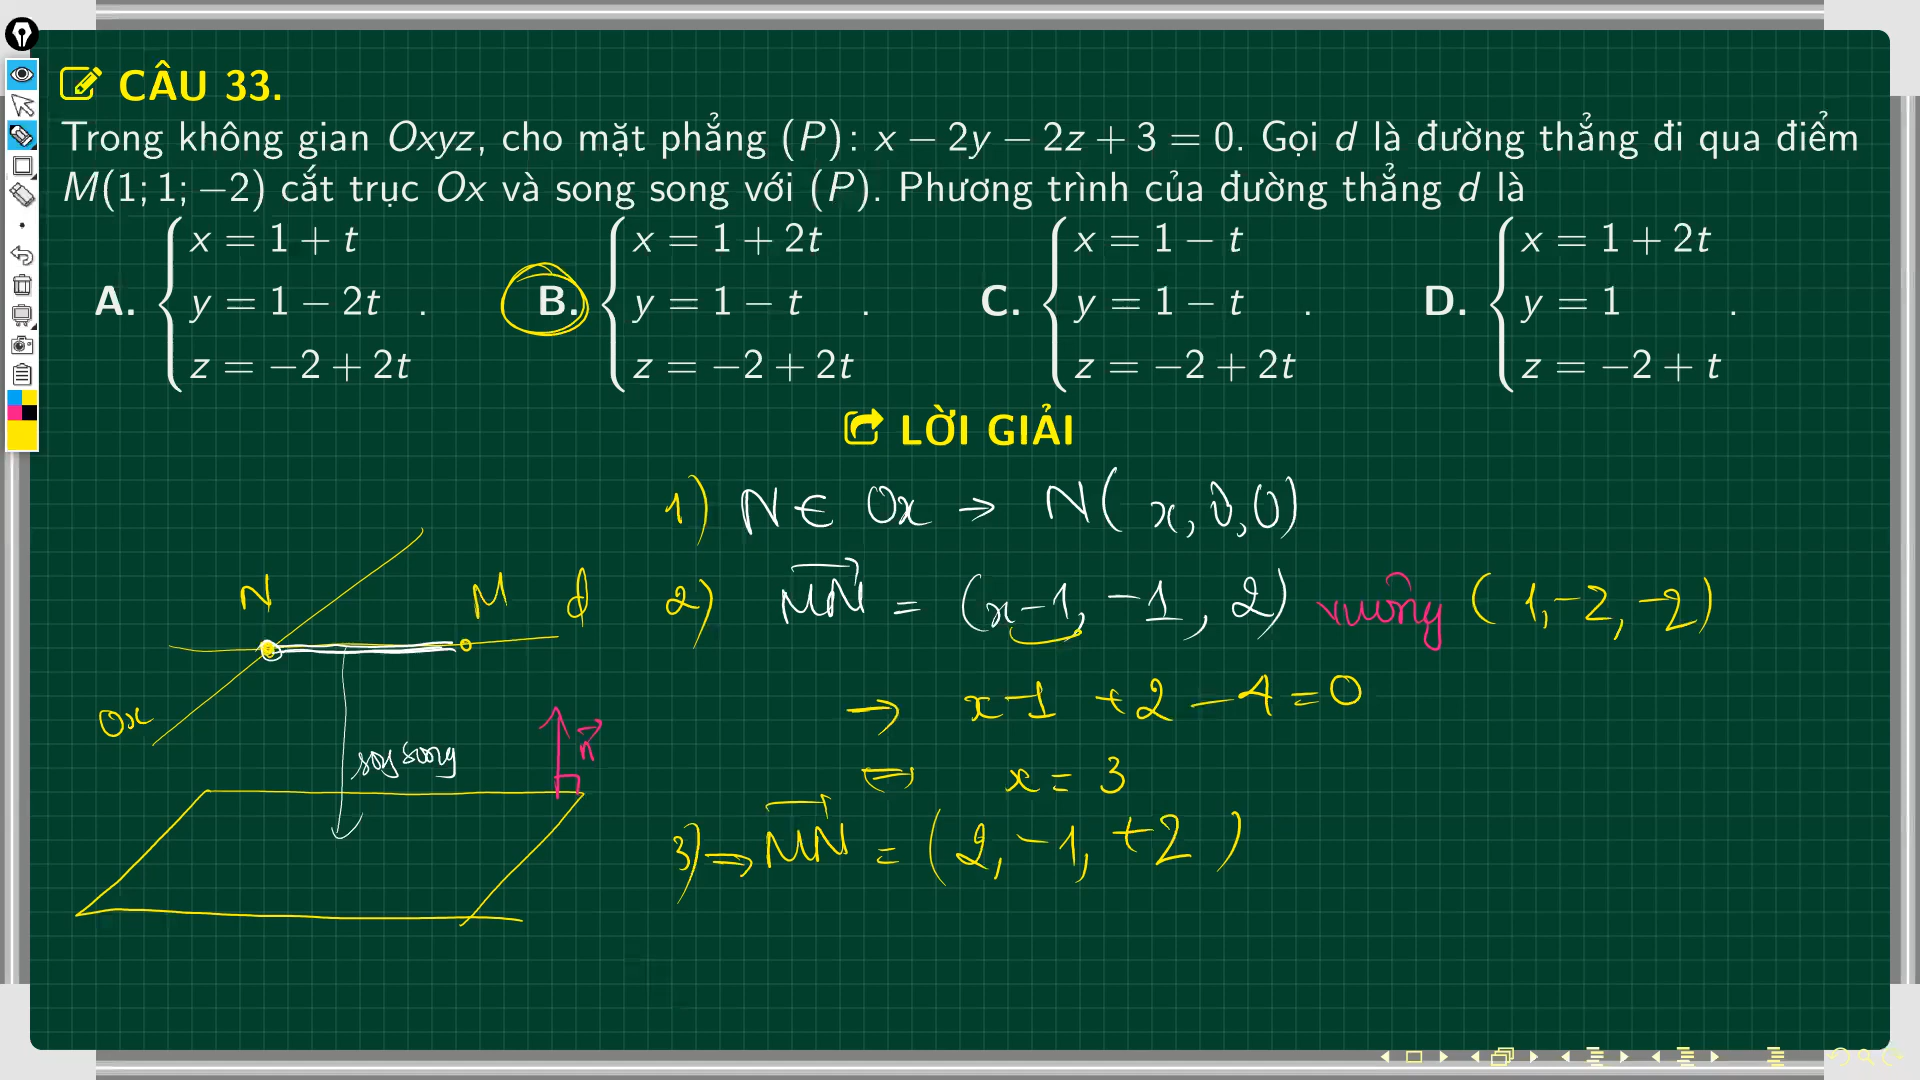 CÂU 33.
Trong không gian Oxyz, cho mặt phẳng (P): x − 2y − 2z + 3 = 0. Gọi d là đường thẳng đi qua điểm
M(1; 1; −2) cắt trục Ox và song song với (P). Phương trình của đường thẳng d là
A. { x = 1 + t
y = 1 − 2t
z = −2 + 2t .
B. { x = 1 + 2t
y = 1 − t
z = −2 + 2t .
C. { x = 1 − t
y = 1 − t
z = −2 + 2t .
D. { x = 1 + 2t
y = 1
z = −2 + t .
LỜI GIẢI
1) N ∈ Ox → N(x, 0, 0)
2) MN = (x−1, −1, 2) vuông (1, −2, −2)
→ x−1 +2 −4 = 0
⇔ x = 3
3) → MN = (2, −1, +2)
N M d
Ox
song song
n